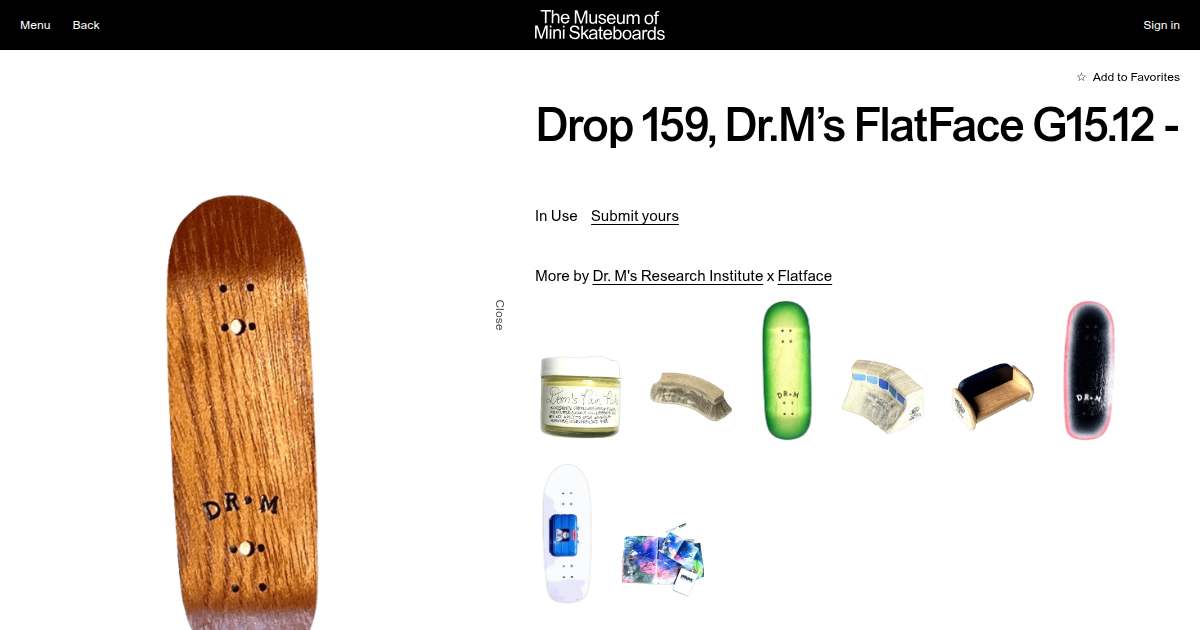 Menu
Back
The Museum of
Mini Skateboards
Sign in
☆ Add to Favorites
Drop 159, Dr.M’s FlatFace G15.12 -
In Use Submit yours
More by Dr. M's Research Institute x Flatface
Close
DR•M
DR•M
DR•M